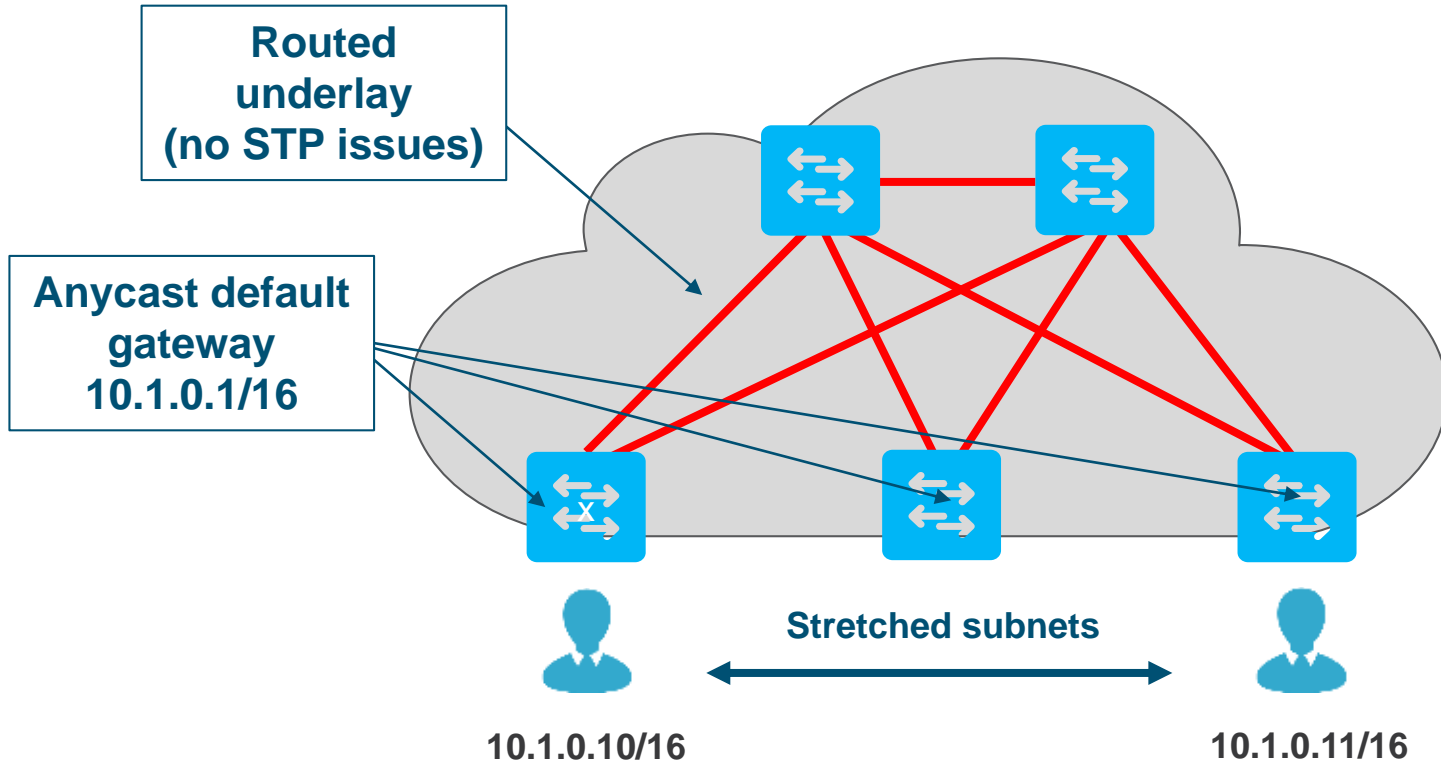 Routed
underlay
(no STP issues)
Anycast default
gateway
10.1.0.1/16
X
Stretched subnets
10.1.0.10/16
10.1.0.11/16